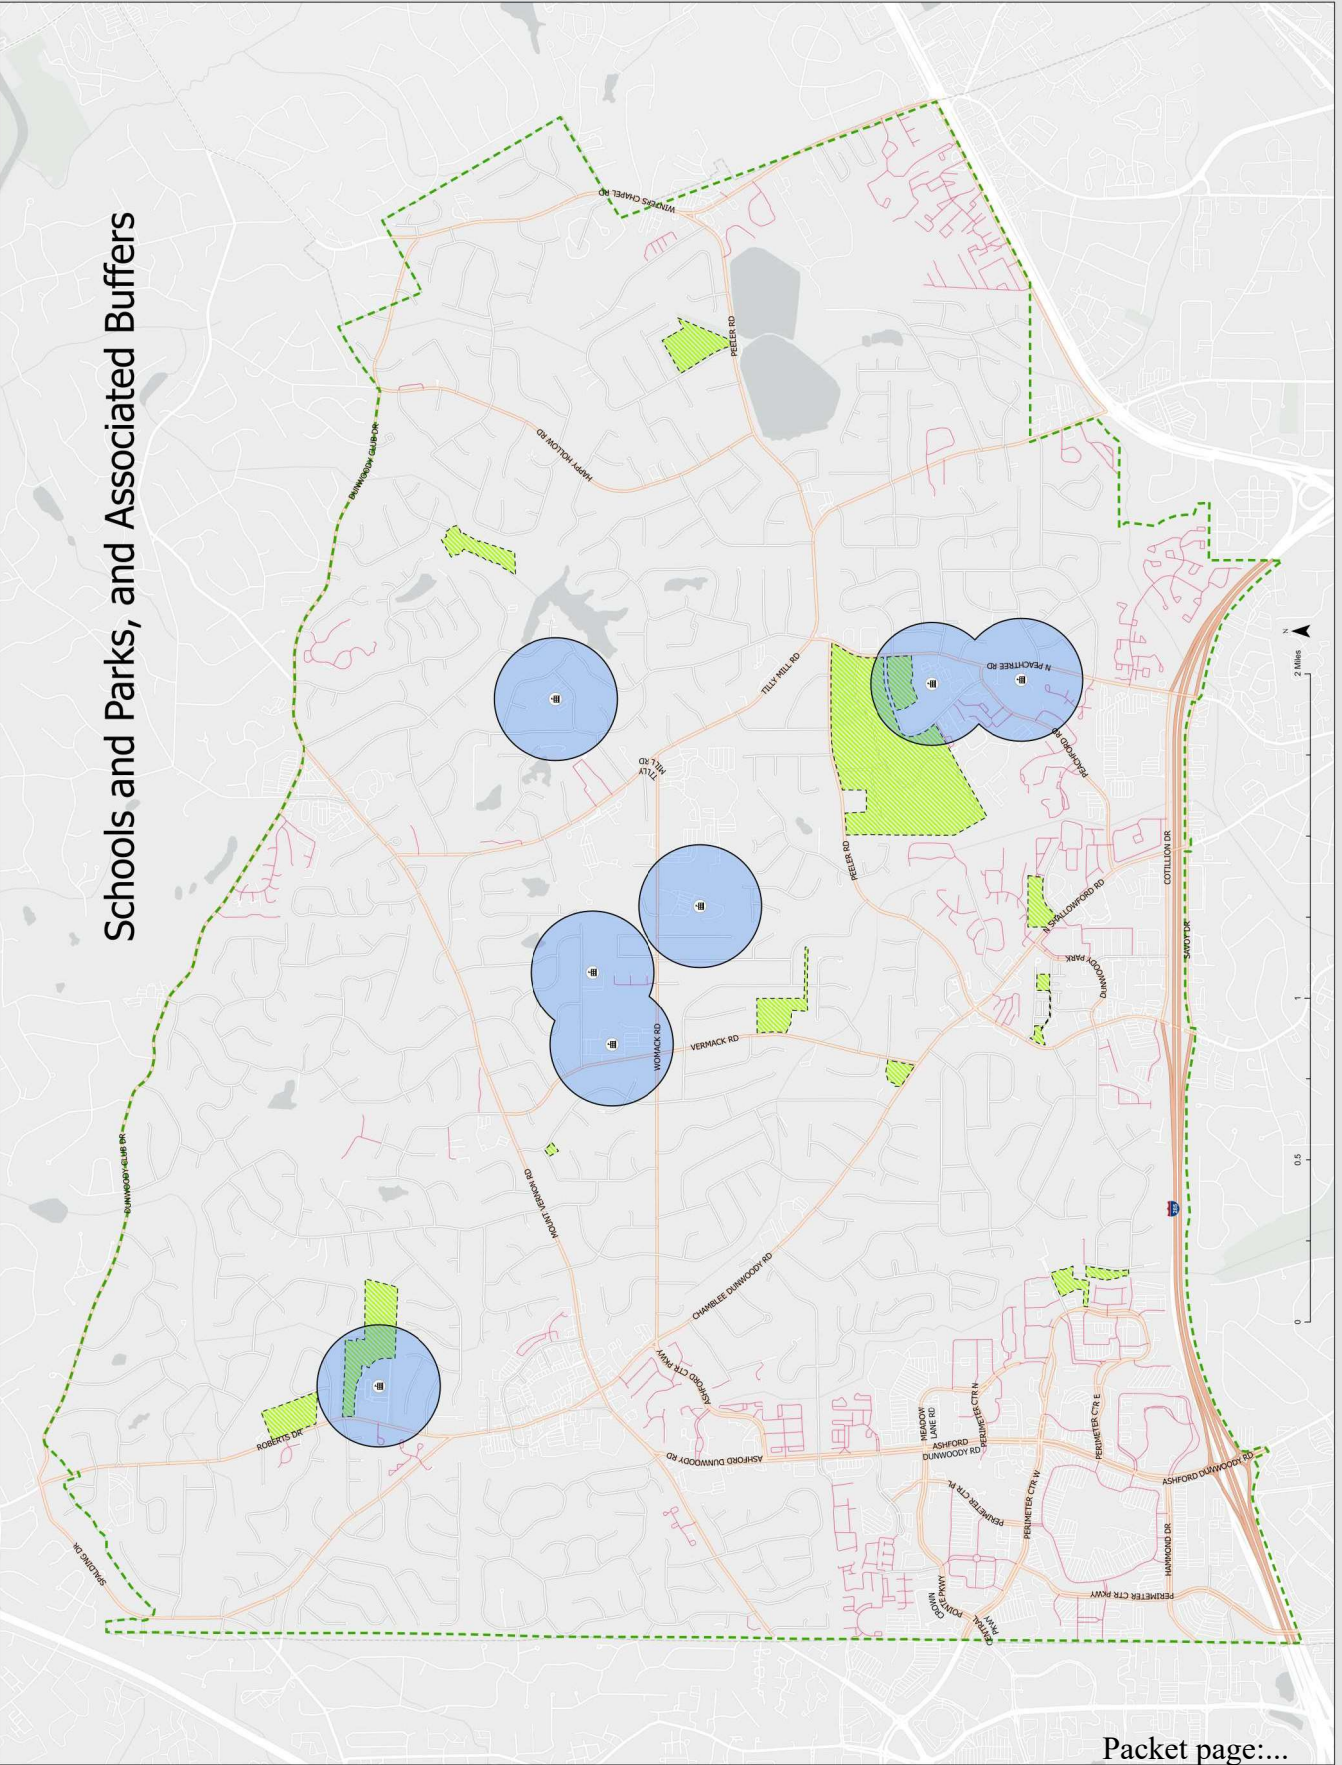 Schools and Parks, and Associated Buffers
WINTERS CHAPEL RD
PEELER RD
DUNWOODY CLUB DR
HAPPY HOLLOW RD
TILLY MILL RD
N PEACHTREE RD
TILLY
MILL RD
PEACHFORD RD
PEELER RD
COTILLION DR
N SHALLOWFORD RD
SAVOY DR
DUNWOODY PARK
WOMACK RD
VERMACK RD
DUNWOODY CLUB DR
MOUNT VERNON RD
CHAMBLEE DUNWOODY RD
ASHFORD CTR PKWY
ROBERTS DR
MEADOW
LANE RD
PERIMETER CTR N
PERIMETER CTR E
ASHFORD
DUNWOODY RD
ASHFORD DUNWOODY RD
ASHFORD DUNWOODY RD
PERIMETER CTR PL
PERIMETER CTR W
HAMMOND DR
PERIMETER CTR PKWY
CROWN
POINTE PKWY
CENTRAL
PKWY
SPALDING DR
N
0 0.5 1 2 Miles
Packet page:...